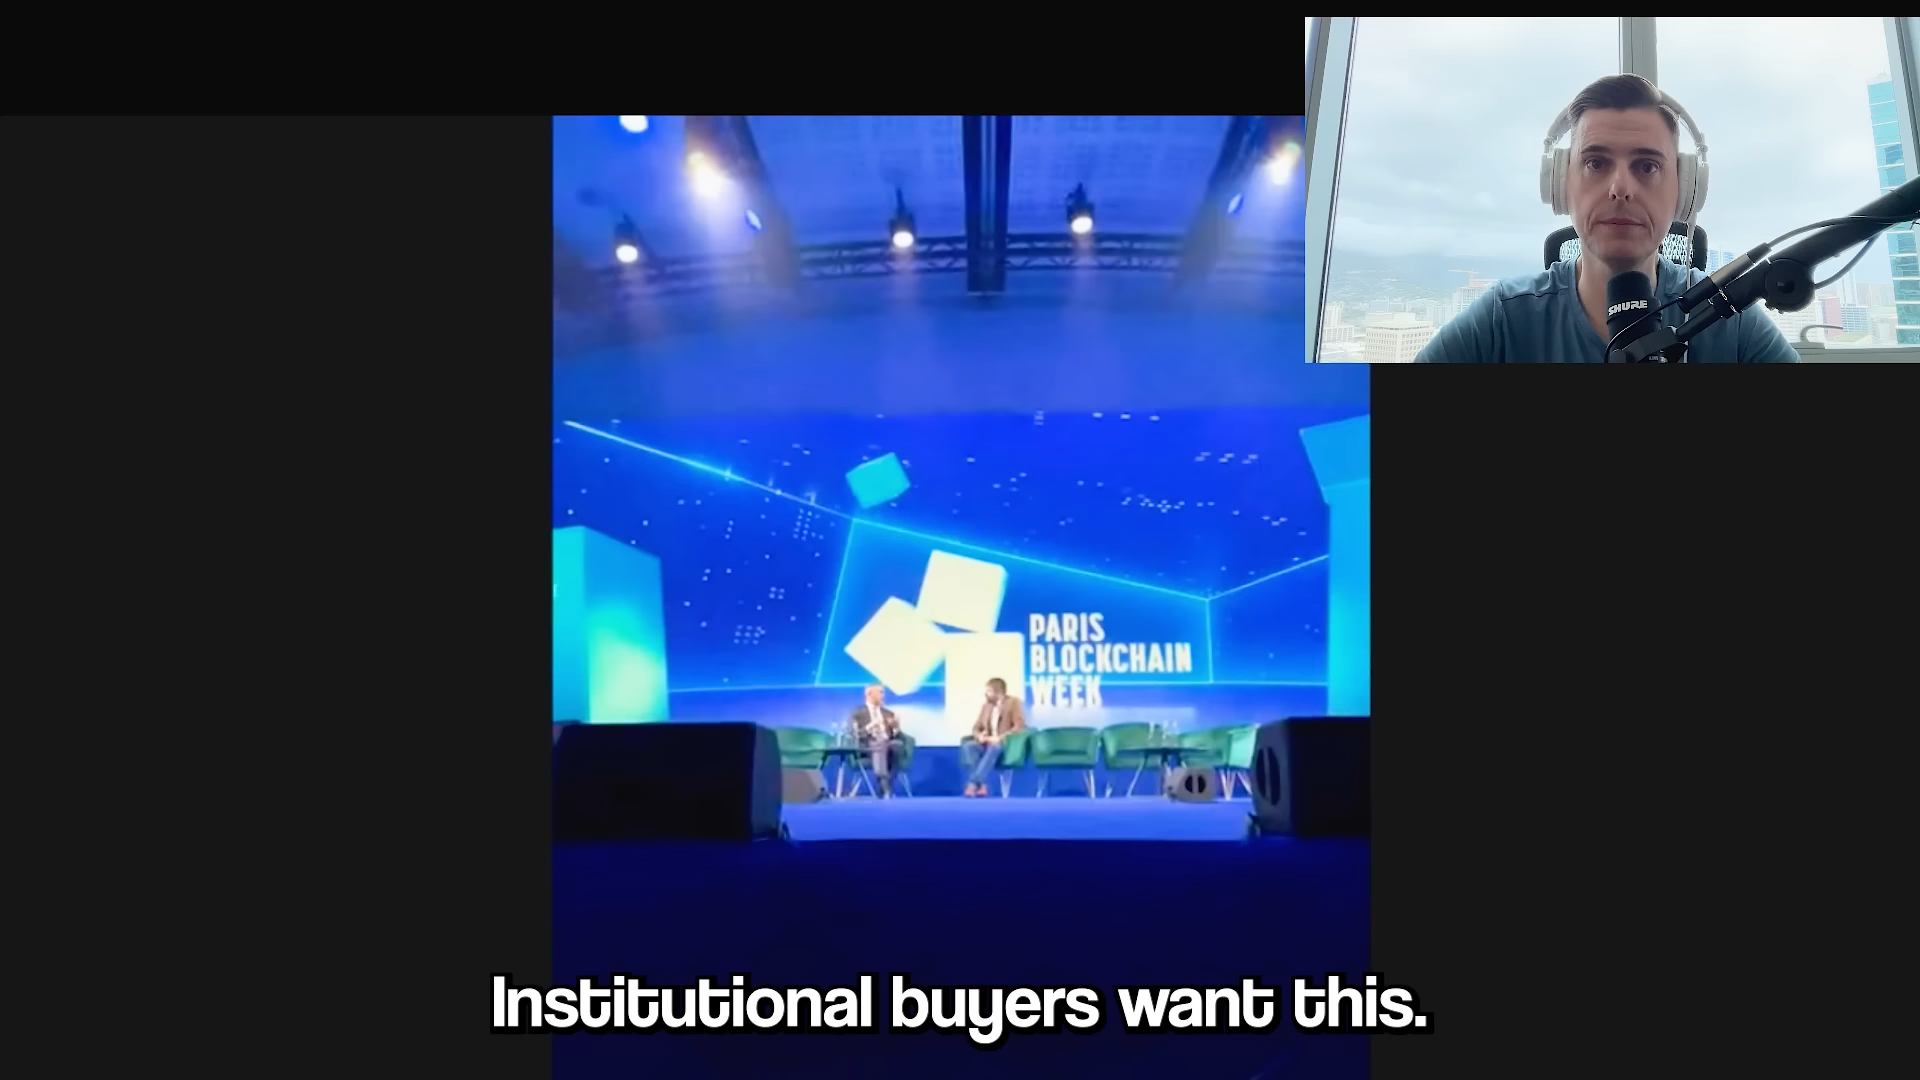 SHURE
PARIS
BLOCKCHAIN
WEEK
Institutional buyers want this.